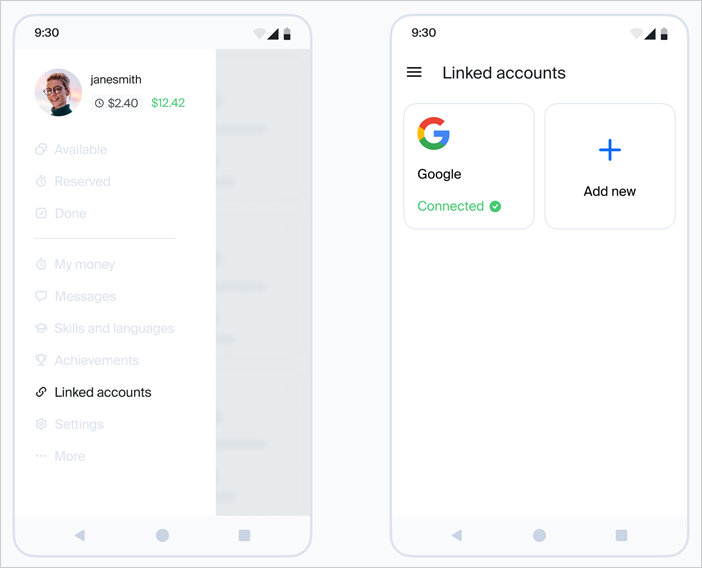 9:30
janesmith
$2.40 $12.42
Available
Reserved
Done
My money
Messages
Skills and languages
Achievements
Linked accounts
Settings
More
9:30
Linked accounts
Google
Connected
Add new